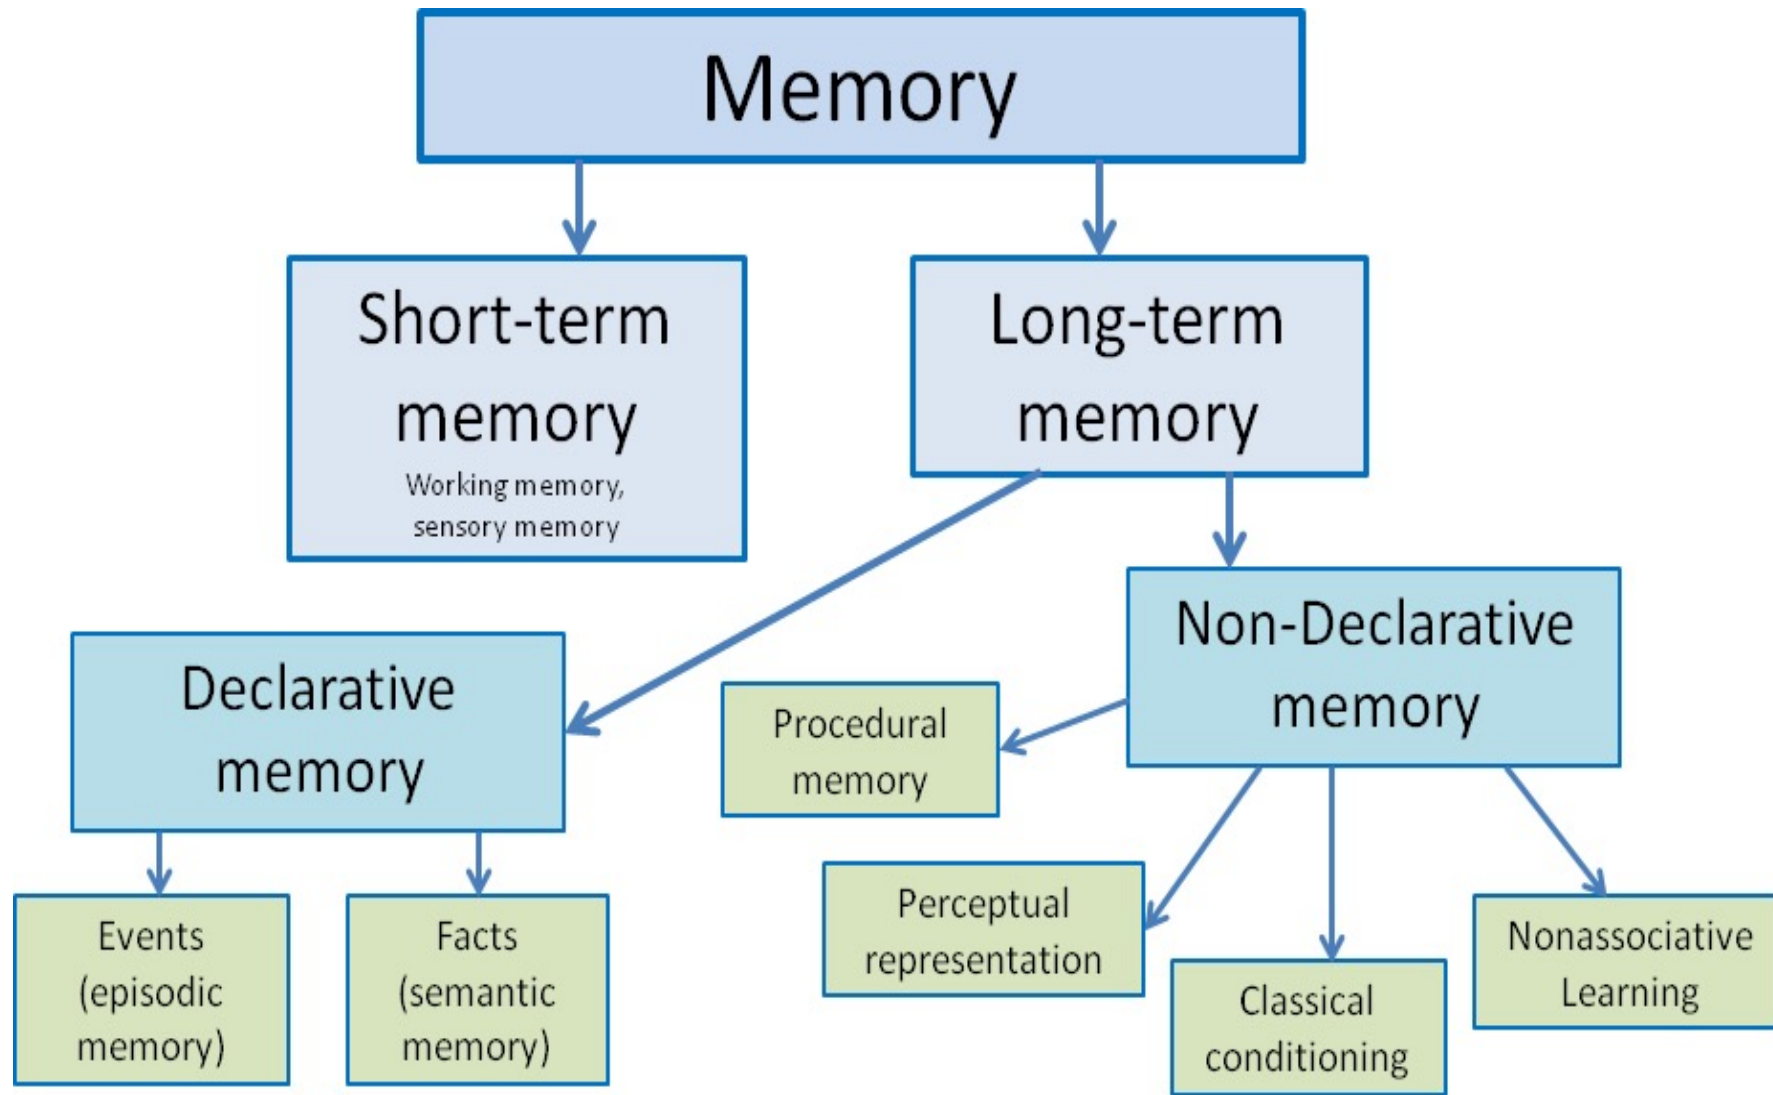 Memory
Short-term
memory
Working memory,
sensory memory
Long-term
memory
Declarative
memory
Non-Declarative
memory
Procedural
memory
Perceptual
representation
Classical
conditioning
Nonassociative
Learning
Events
(episodic
memory)
Facts
(semantic
memory)